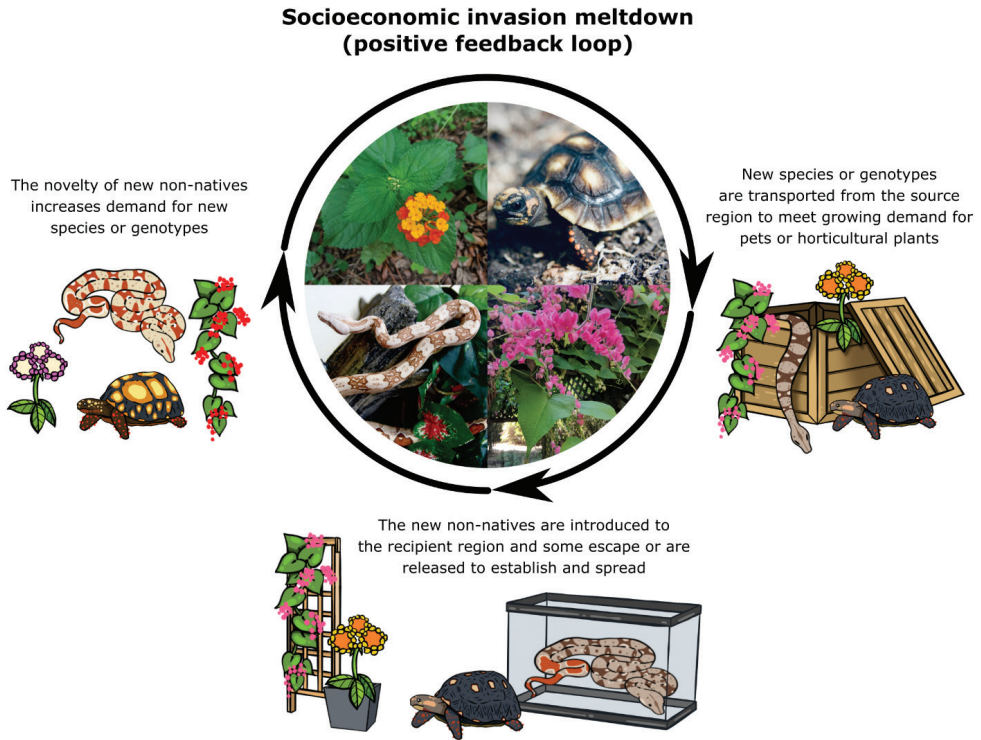 Socioeconomic invasion meltdown
(positive feedback loop)
The novelty of new non-natives
increases demand for new
species or genotypes
New species or genotypes
are transported from the source
region to meet growing demand for
pets or horticultural plants
The new non-natives are introduced to
the recipient region and some escape or are
released to establish and spread